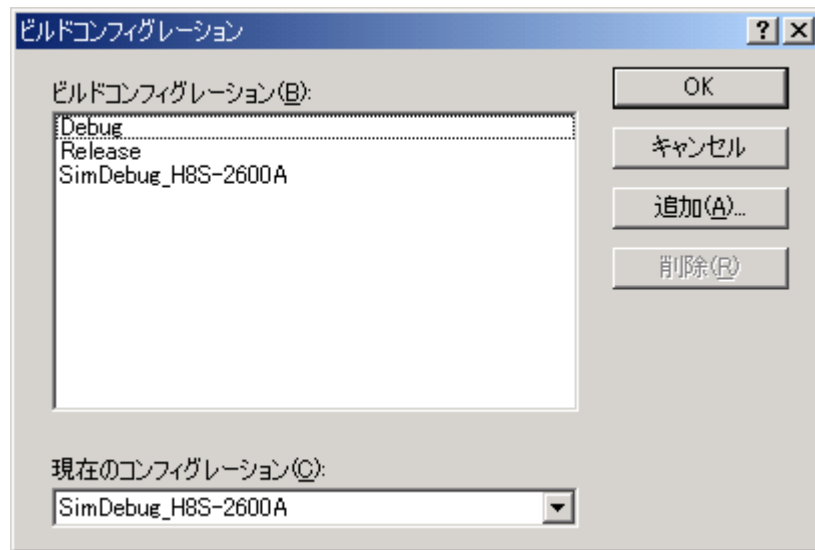 ビルドコンフィグレーション
ビルドコンフィグレーション(B):
Debug
Release
SimDebug_H8S-2600A
OK
キャンセル
追加(A)...
削除(R)
現在のコンフィグレーション(C):
SimDebug_H8S-2600A